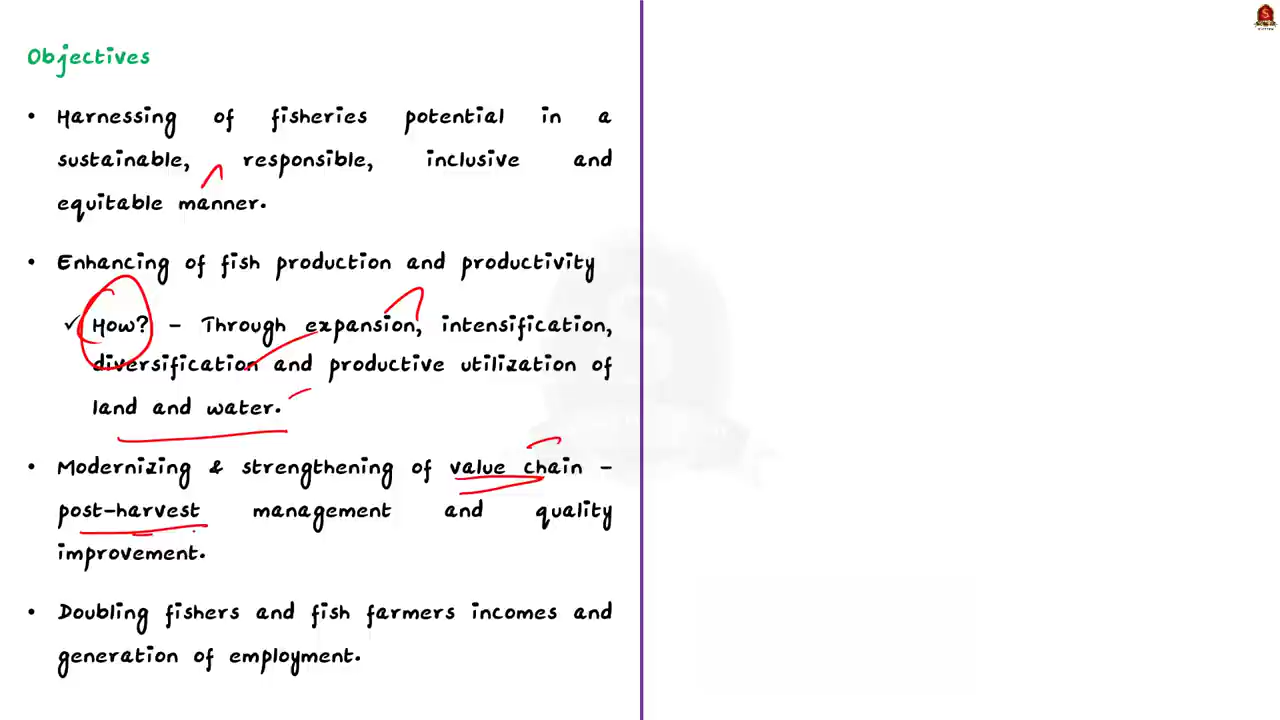 Objectives
• Harnessing of fisheries potential in a
sustainable, responsible, inclusive and
equitable manner.
• Enhancing of fish production and productivity
✓ How? – Through expansion, intensification,
diversification and productive utilization of
land and water.
• Modernizing & strengthening of value chain –
post-harvest management and quality
improvement.
• Doubling fishers and fish farmers incomes and
generation of employment.